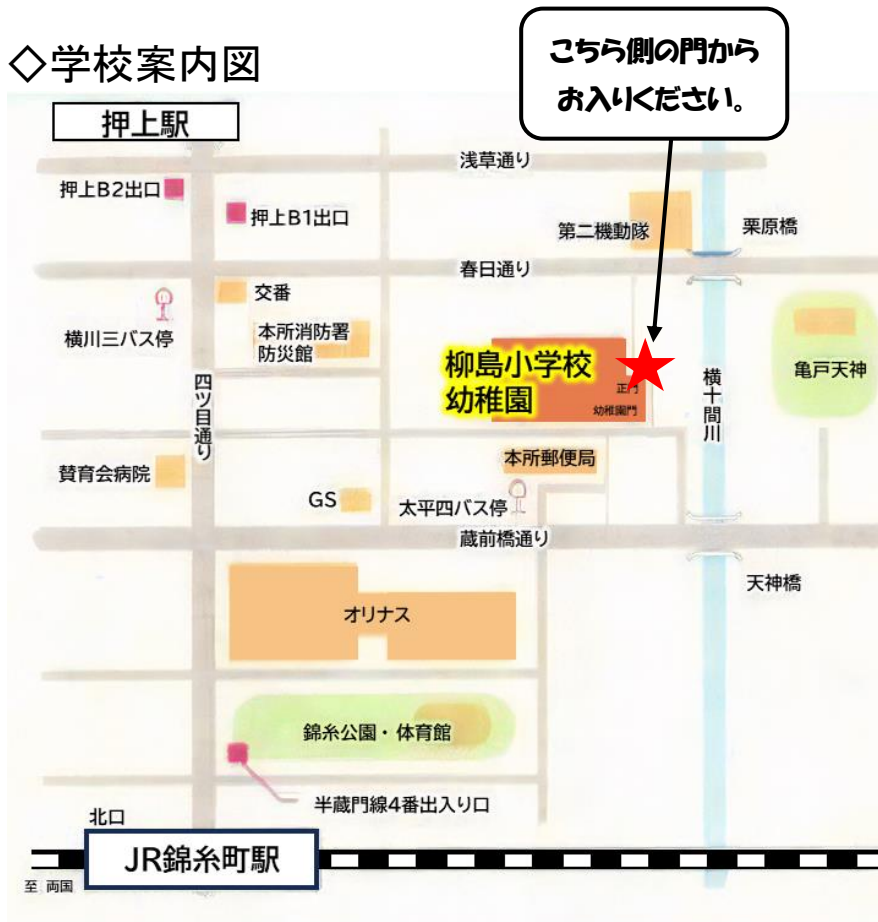 ◇学校案内図
こちら側の門から
お入りください。
押上駅
浅草通り
押上B2出口
押上B1出口
第二機動隊
栗原橋
春日通り
交番
横川三バス停
本所消防署
防災館
柳島小学校
幼稚園
正門
幼稚園門
四ツ目通り
横十間川
亀戸天神
賛育会病院
本所郵便局
GS
太平四バス停
蔵前橋通り
天神橋
オリナス
錦糸公園・体育館
半蔵門線4番出入り口
北口
JR錦糸町駅
至 両国